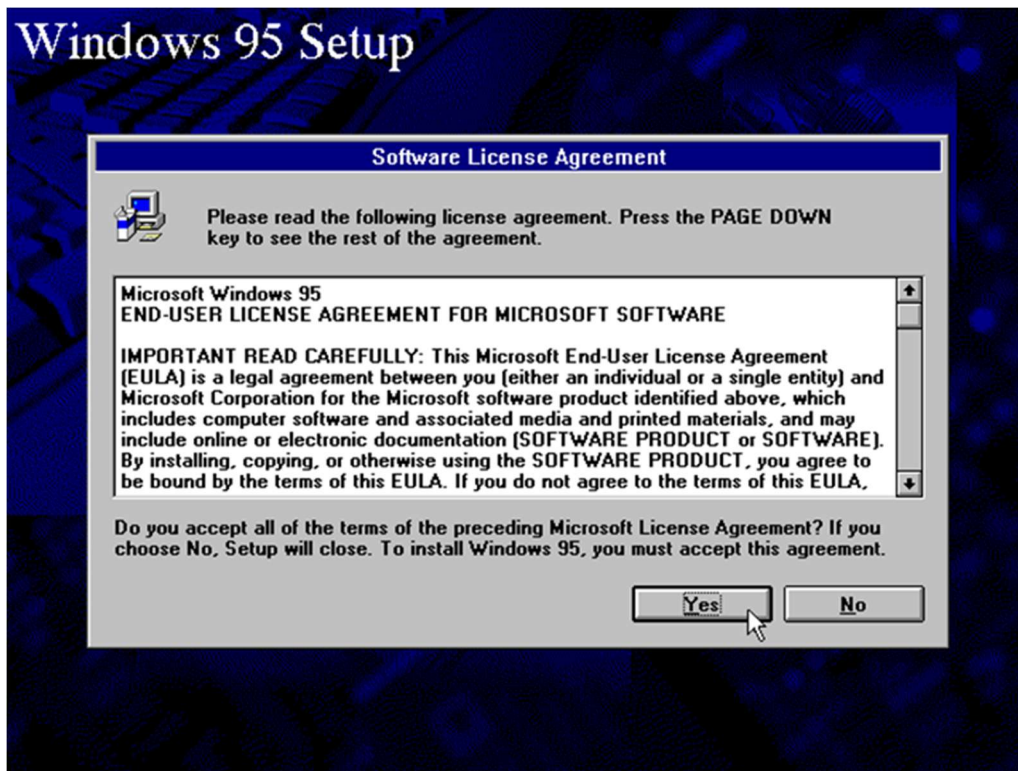 Windows 95 Setup
Software License Agreement
Please read the following license agreement. Press the PAGE DOWN
key to see the rest of the agreement.
Microsoft Windows 95
END-USER LICENSE AGREEMENT FOR MICROSOFT SOFTWARE
IMPORTANT READ CAREFULLY: This Microsoft End-User License Agreement
(EULA) is a legal agreement between you (either an individual or a single entity) and
Microsoft Corporation for the Microsoft software product identified above, which
includes computer software and associated media and printed materials, and may
include online or electronic documentation (SOFTWARE PRODUCT or SOFTWARE).
By installing, copying, or otherwise using the SOFTWARE PRODUCT, you agree to
be bound by the terms of this EULA. If you do not agree to the terms of this EULA,
Do you accept all of the terms of the preceding Microsoft License Agreement? If you
choose No, Setup will close. To install Windows 95, you must accept this agreement.
Yes No